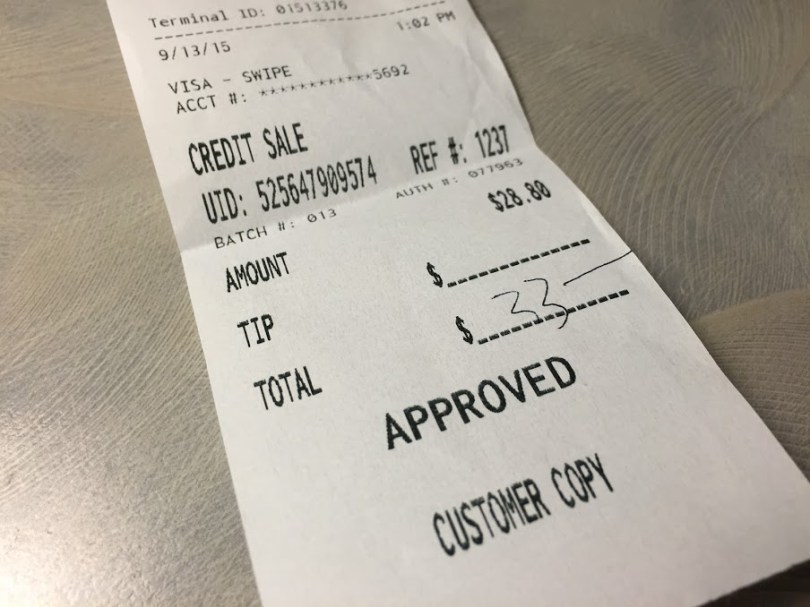 Terminal ID: 01513376
9/13/15 1:02 PM
VISA - SWIPE
ACCT #: ************5692
CREDIT SALE
UID: 525647909574 REF #: 1237
BATCH #: 013 AUTH #: 077963
AMOUNT $28.80
TIP $
TOTAL $ 33
APPROVED
CUSTOMER COPY